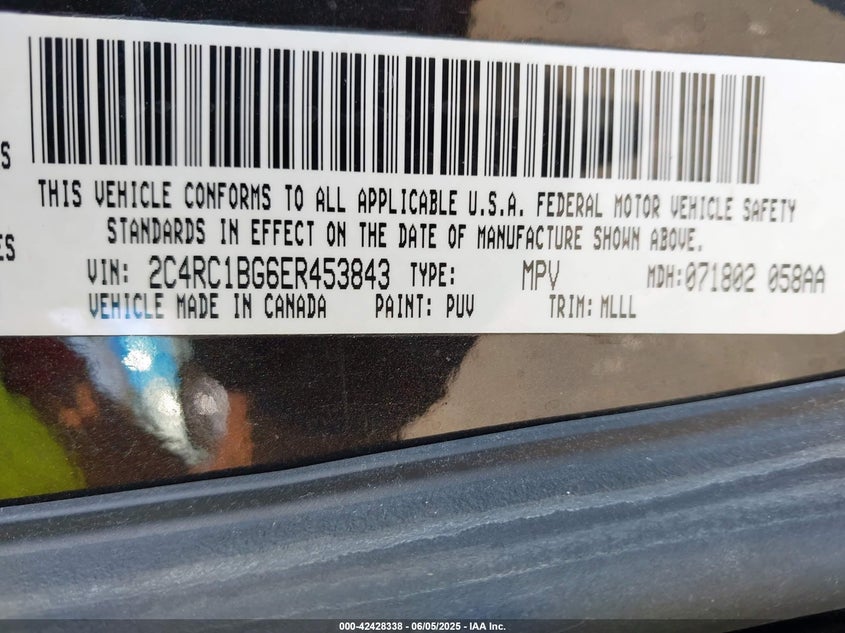 S
THIS VEHICLE CONFORMS TO ALL APPLICABLE U.S.A. FEDERAL MOTOR VEHICLE SAFETY
ES
STANDARDS IN EFFECT ON THE DATE OF MANUFACTURE SHOWN ABOVE.
VIN: 2C4RC1BG6ER453843 TYPE: MPV MDH:071802 058AA
VEHICLE MADE IN CANADA PAINT: PUV TRIM: MLLL
000-42428338 - 06/05/2025 - IAA Inc.